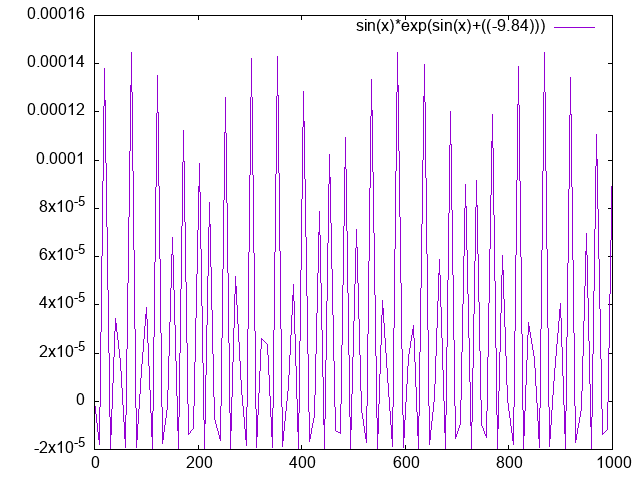 0.00016
sin(x)*exp(sin(x)+((-9.84)))
0.00014
0.00012
0.0001
8x10-5
6x10-5
4x10-5
2x10-5
0
-2x10-5
0 200 400 600 800 1000